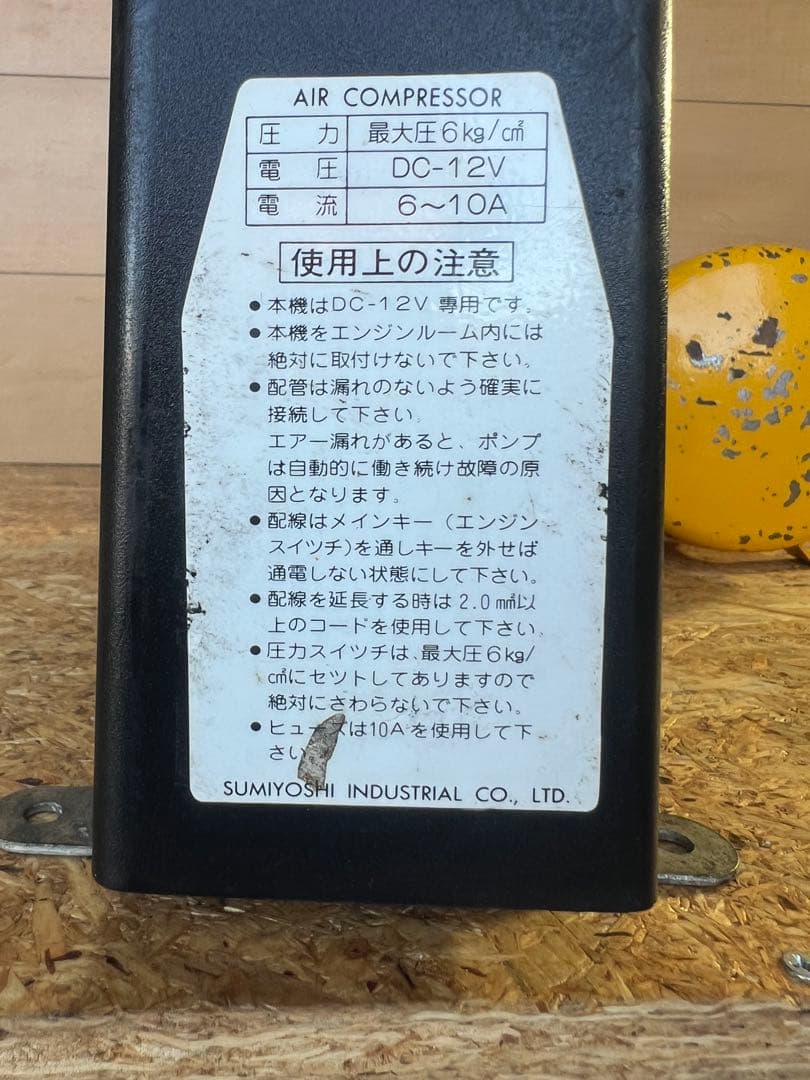 AIR COMPRESSOR
圧 力 最大圧6kg/c㎡
電 圧 DC-12V
電 流 6〜10A
使用上の注意
●本機はDC-12V 専用です。
●本機をエンジンルーム内には
絶対に取付けないで下さい。
●配管は漏れのないよう確実に
接続して下さい。
エアー漏れがあると、ポンプ
は自動的に働き続け故障の原
因となります。
●配線はメインキー(エンジン
スイツチ)を通しキーを外せば
通電しない状態にして下さい。
●配線を延長する時は 2.0m㎡以
上のコードを使用して下さい。
●圧力スイツチは、最大圧6kg/
c㎡にセツトしてありますので
絶対にさわらないで下さい。
●ヒュ は10Aを使用して下
さい
SUMIYOSHI INDUSTRIAL CO., LTD.